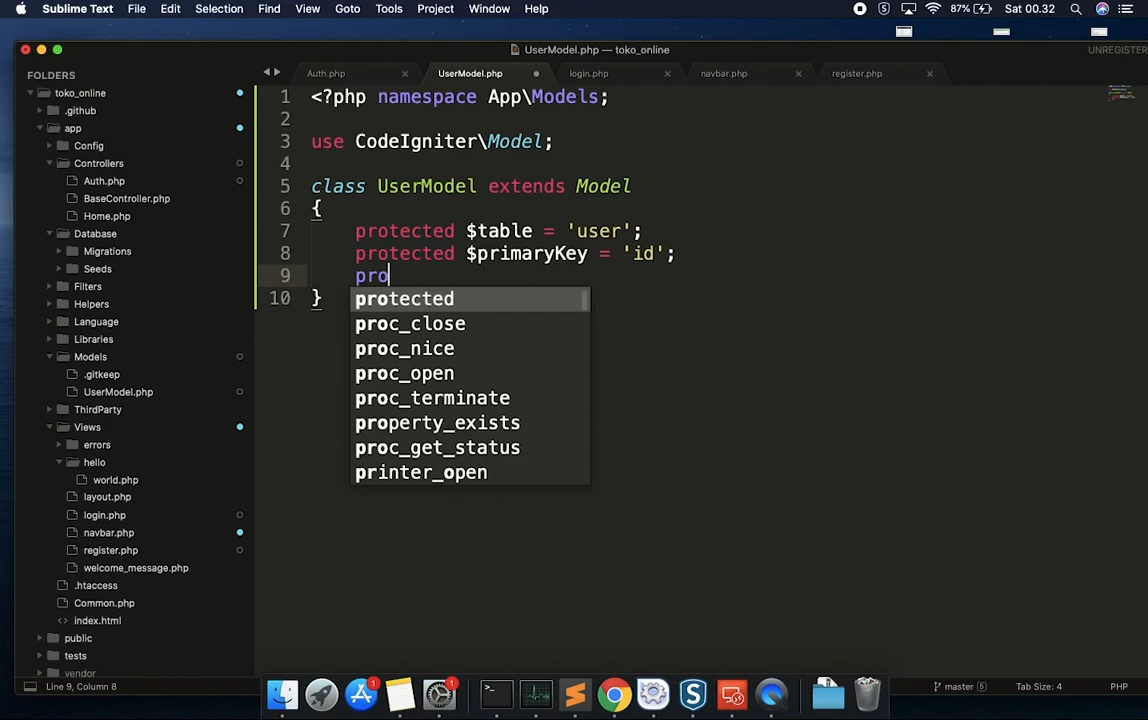 Sublime Text File Edit Selection Find View Goto Tools Project Window Help 87% Sat 00.32
UserModel.php — toko_online
UNREGISTER
FOLDERS
toko_online
.github
app
Config
Controllers
Auth.php
BaseController.php
Home.php
Database
Migrations
Seeds
Filters
Helpers
Language
Libraries
Models
.gitkeep
UserModel.php
ThirdParty
Views
errors
hello
world.php
layout.php
login.php
navbar.php
register.php
welcome_message.php
.htaccess
Common.php
index.html
public
tests
vendor
Auth.php UserModel.php login.php navbar.php register.php
1 <?php namespace App\Models;
2
3 use CodeIgniter\Model;
4
5 class UserModel extends Model
6 {
7 protected $table = 'user';
8 protected $primaryKey = 'id';
9 pro
10 }
protected
proc_close
proc_nice
proc_open
proc_terminate
property_exists
proc_get_status
printer_open
Line 9, Column 8
master 5 Tab Size: 4 PHP